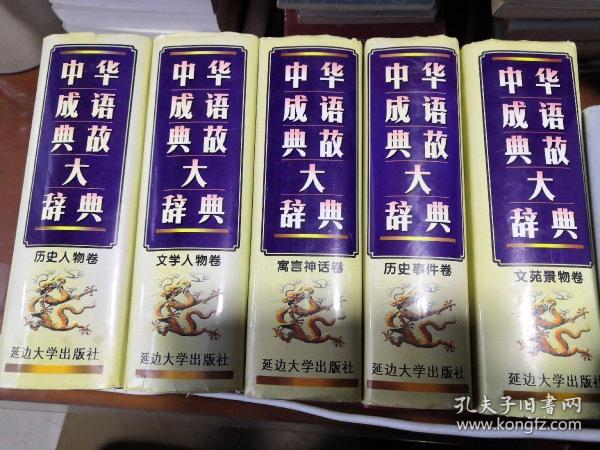 中华
成语
典故
大
辞典
历史人物卷
延边大学出版社
中华
成语
典故
大
辞典
文学人物卷
延边大学出版社
中华
成语
典故
大
辞典
寓言神话卷
延边大学出版社
中华
成语
典故
大
辞典
历史事件卷
延边大学出版社
中华
成语
典故
大
辞典
文苑景物卷
延边大学出版社
孔夫子旧书网
www.kongfz.com